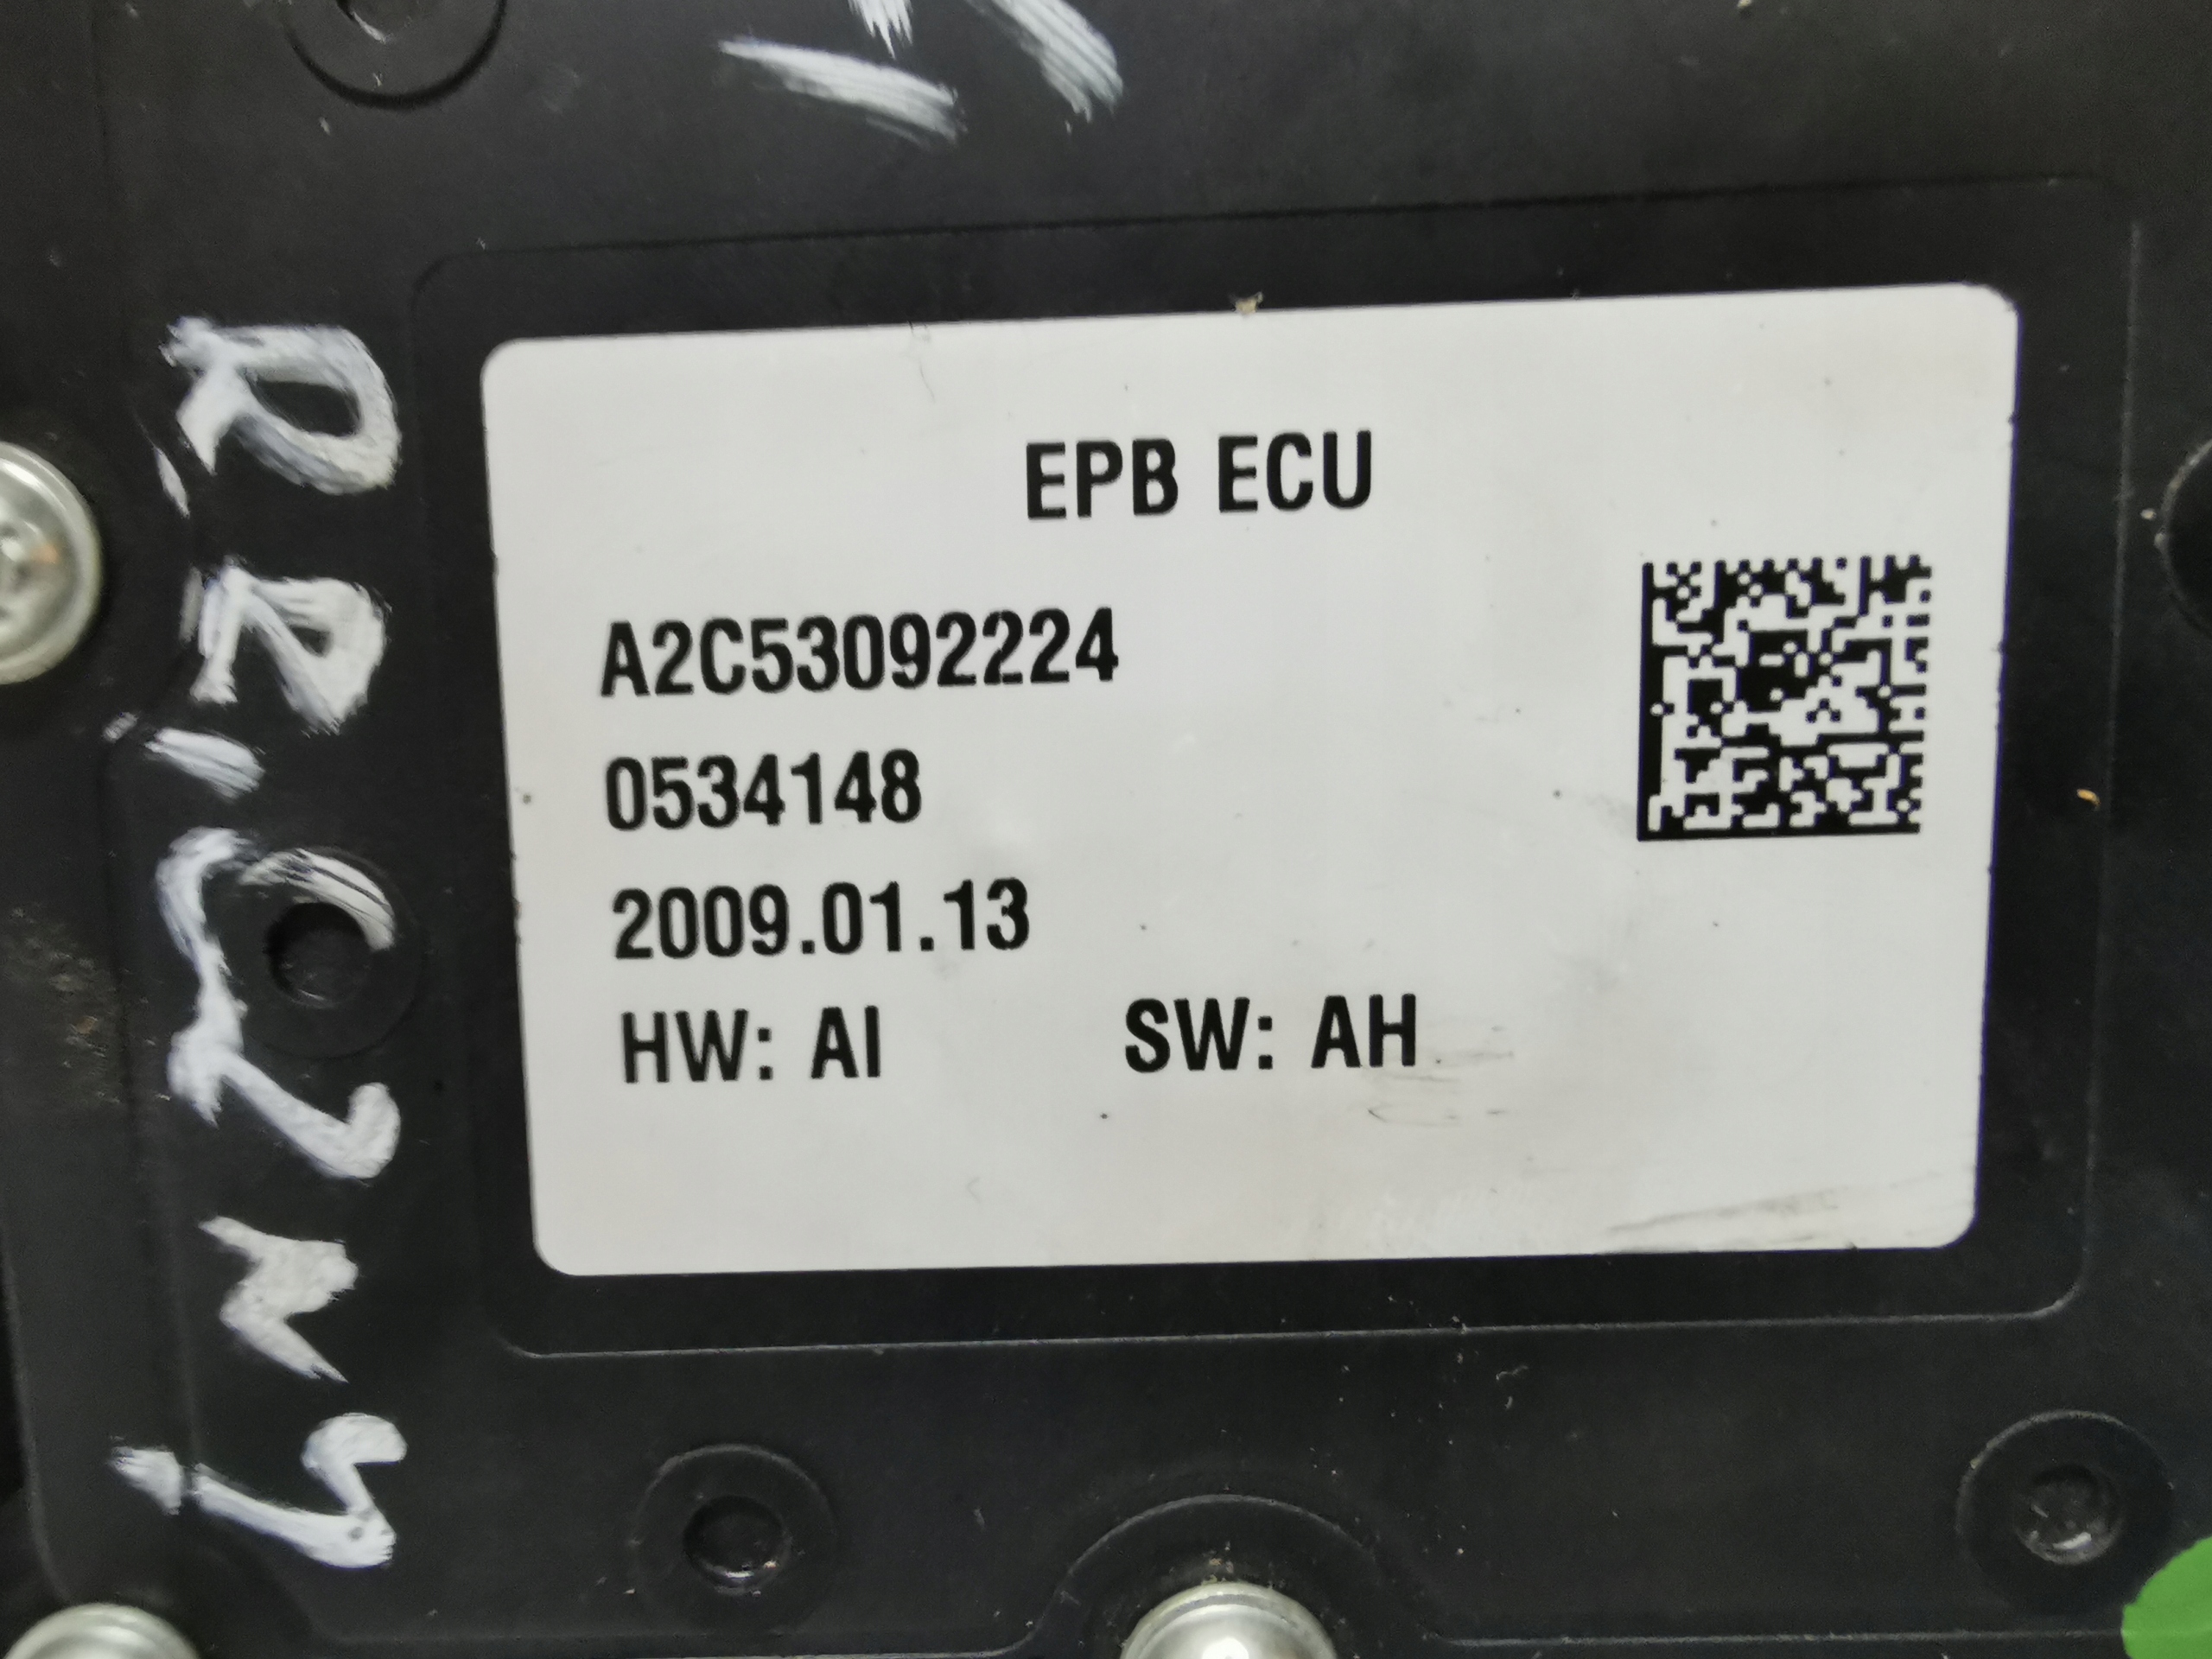 EPB ECU
A2C53092224
0534148
2009.01.13
HW: AI SW: AH